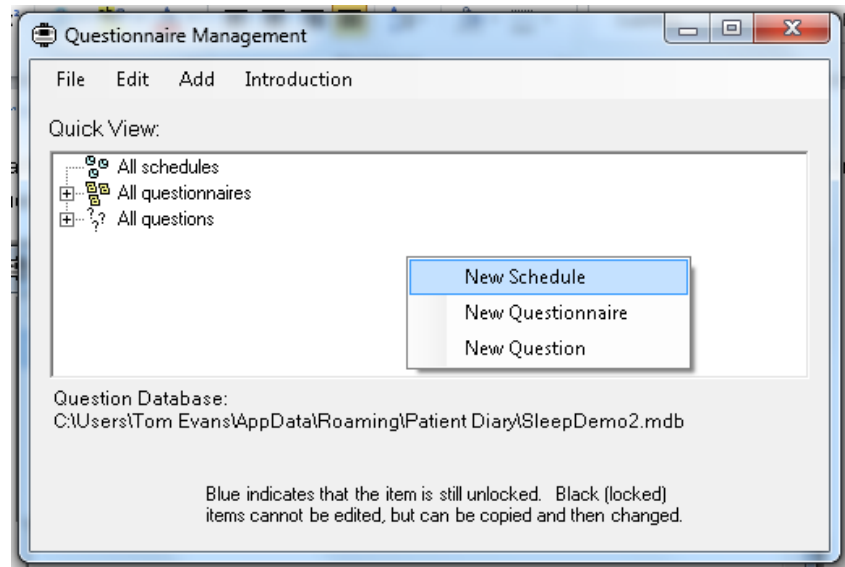 Questionnaire Management
File Edit Add Introduction
Quick View:
All schedules
All questionnaires
All questions
New Schedule
New Questionnaire
New Question
Question Database:
C:\Users\Tom Evans\AppData\Roaming\Patient Diary\SleepDemo2.mdb
Blue indicates that the item is still unlocked. Black (locked)
items cannot be edited, but can be copied and then changed.